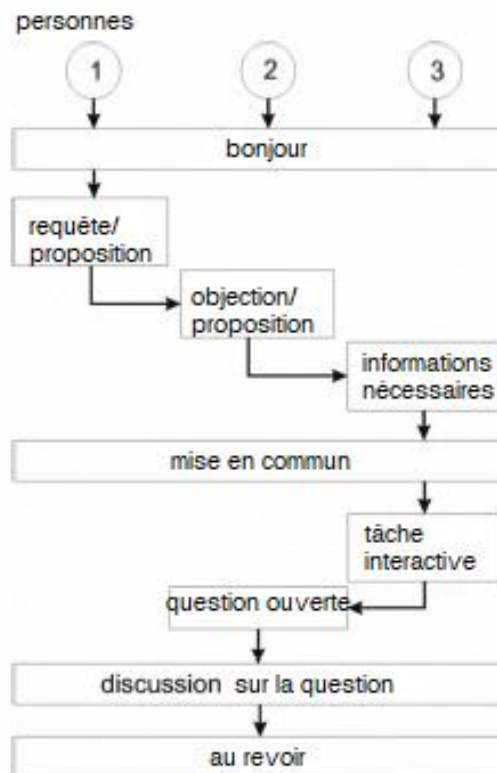 personnes
1 2 3
bonjour
requête/
proposition
objection/
proposition
informations
nécessaires
mise en commun
tâche
interactive
question ouverte
discussion sur la question
au revoir